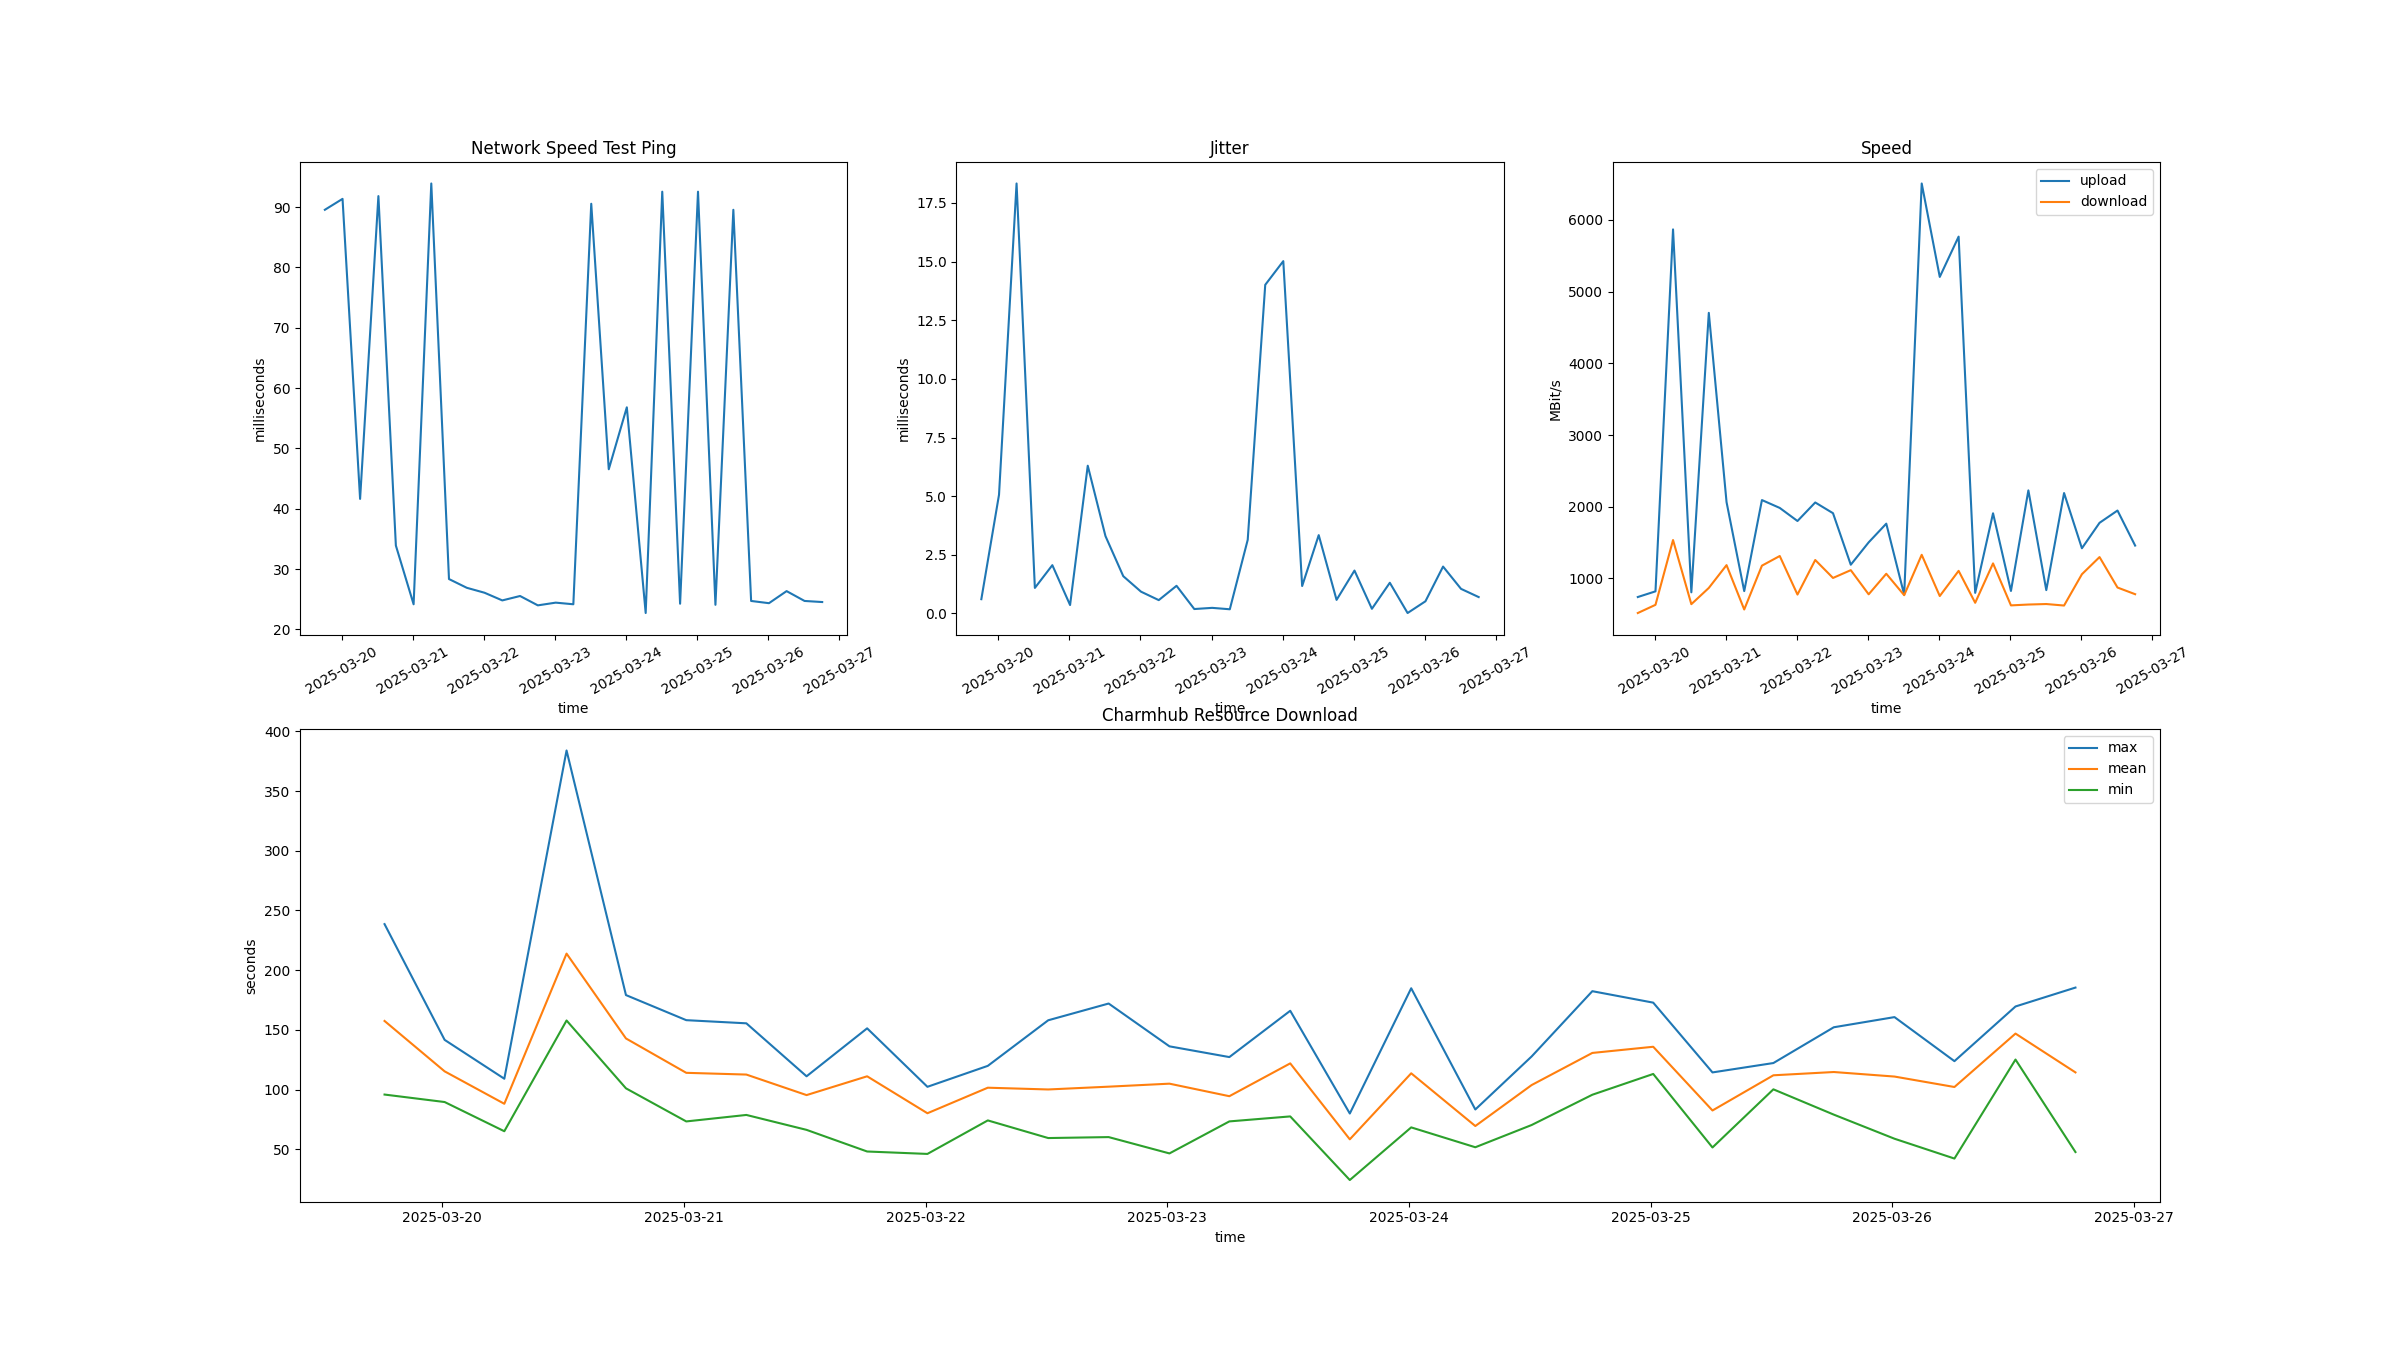 Network Speed Test Ping
milliseconds
90
80
70
60
50
40
30
20
2025-03-20 2025-03-21 2025-03-22 2025-03-23 2025-03-24 2025-03-25 2025-03-26 2025-03-27
time
Jitter
milliseconds
17.5
15.0
12.5
10.0
7.5
5.0
2.5
0.0
2025-03-20 2025-03-21 2025-03-22 2025-03-23 2025-03-24 2025-03-25 2025-03-26 2025-03-27
time
Speed
upload
download
MBit/s
6000
5000
4000
3000
2000
1000
2025-03-20 2025-03-21 2025-03-22 2025-03-23 2025-03-24 2025-03-25 2025-03-26 2025-03-27
time
Charmhub Resource Download
max
mean
min
seconds
400
350
300
250
200
150
100
50
2025-03-20 2025-03-21 2025-03-22 2025-03-23 2025-03-24 2025-03-25 2025-03-26 2025-03-27
time